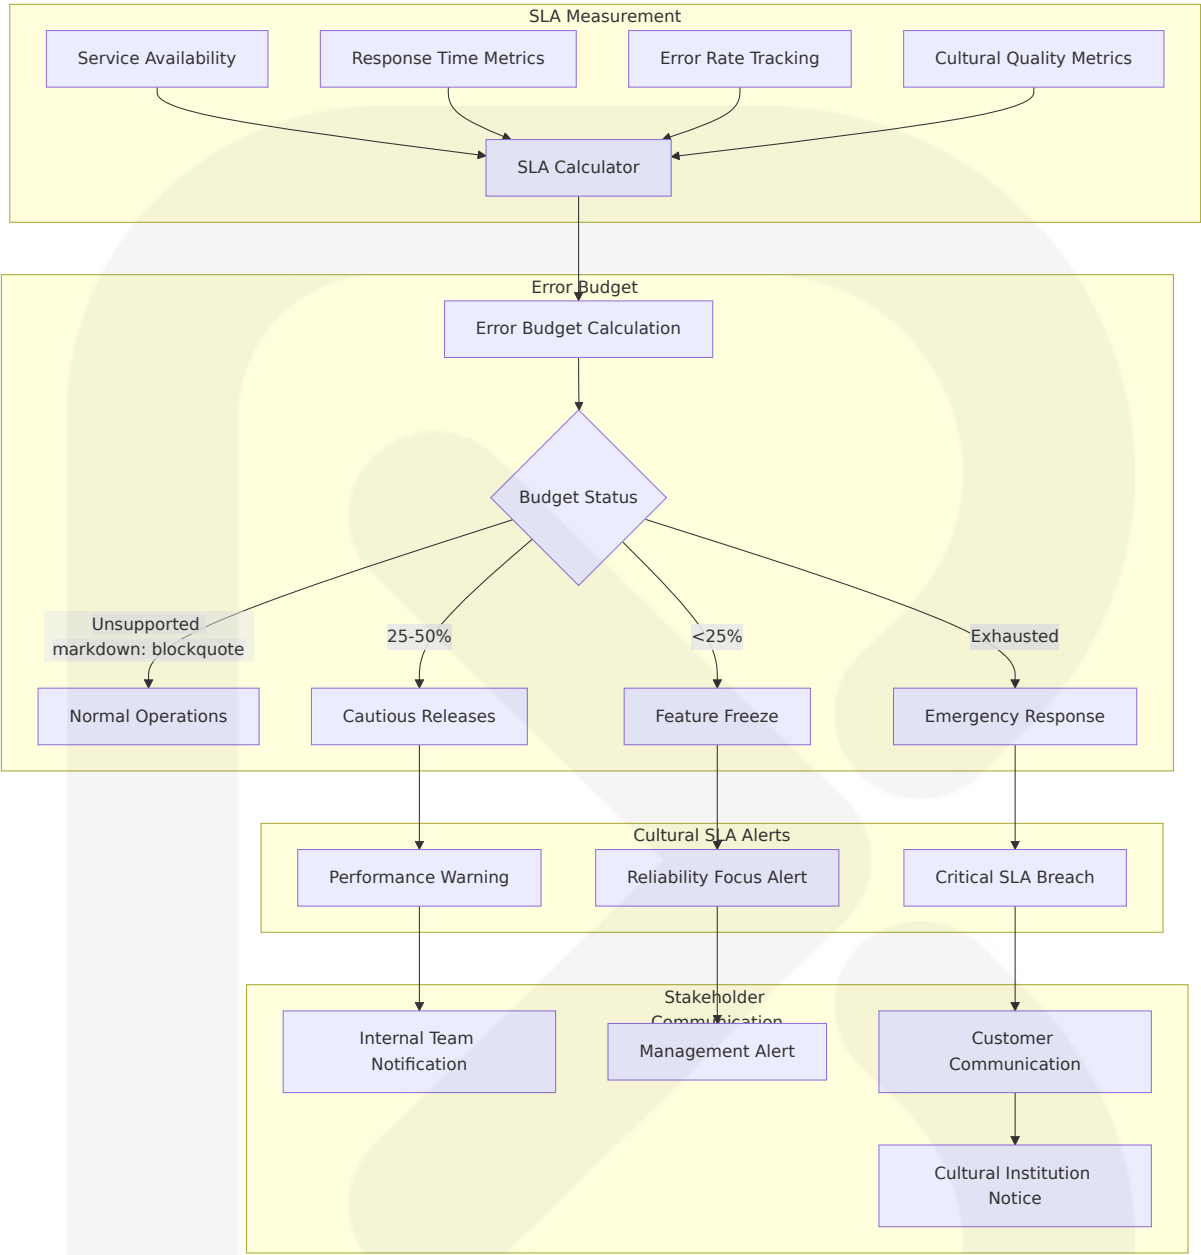 SLA Measurement
Service Availability
Response Time Metrics
Error Rate Tracking
Cultural Quality Metrics
SLA Calculator
Error Budget
Error Budget Calculation
Budget Status
Unsupported
markdown: blockquote
25-50%
<25%
Exhausted
Normal Operations
Cautious Releases
Feature Freeze
Emergency Response
Cultural SLA Alerts
Performance Warning
Reliability Focus Alert
Critical SLA Breach
Stakeholder
Communication
Internal Team
Notification
Management Alert
Customer
Communication
Cultural Institution
Notice